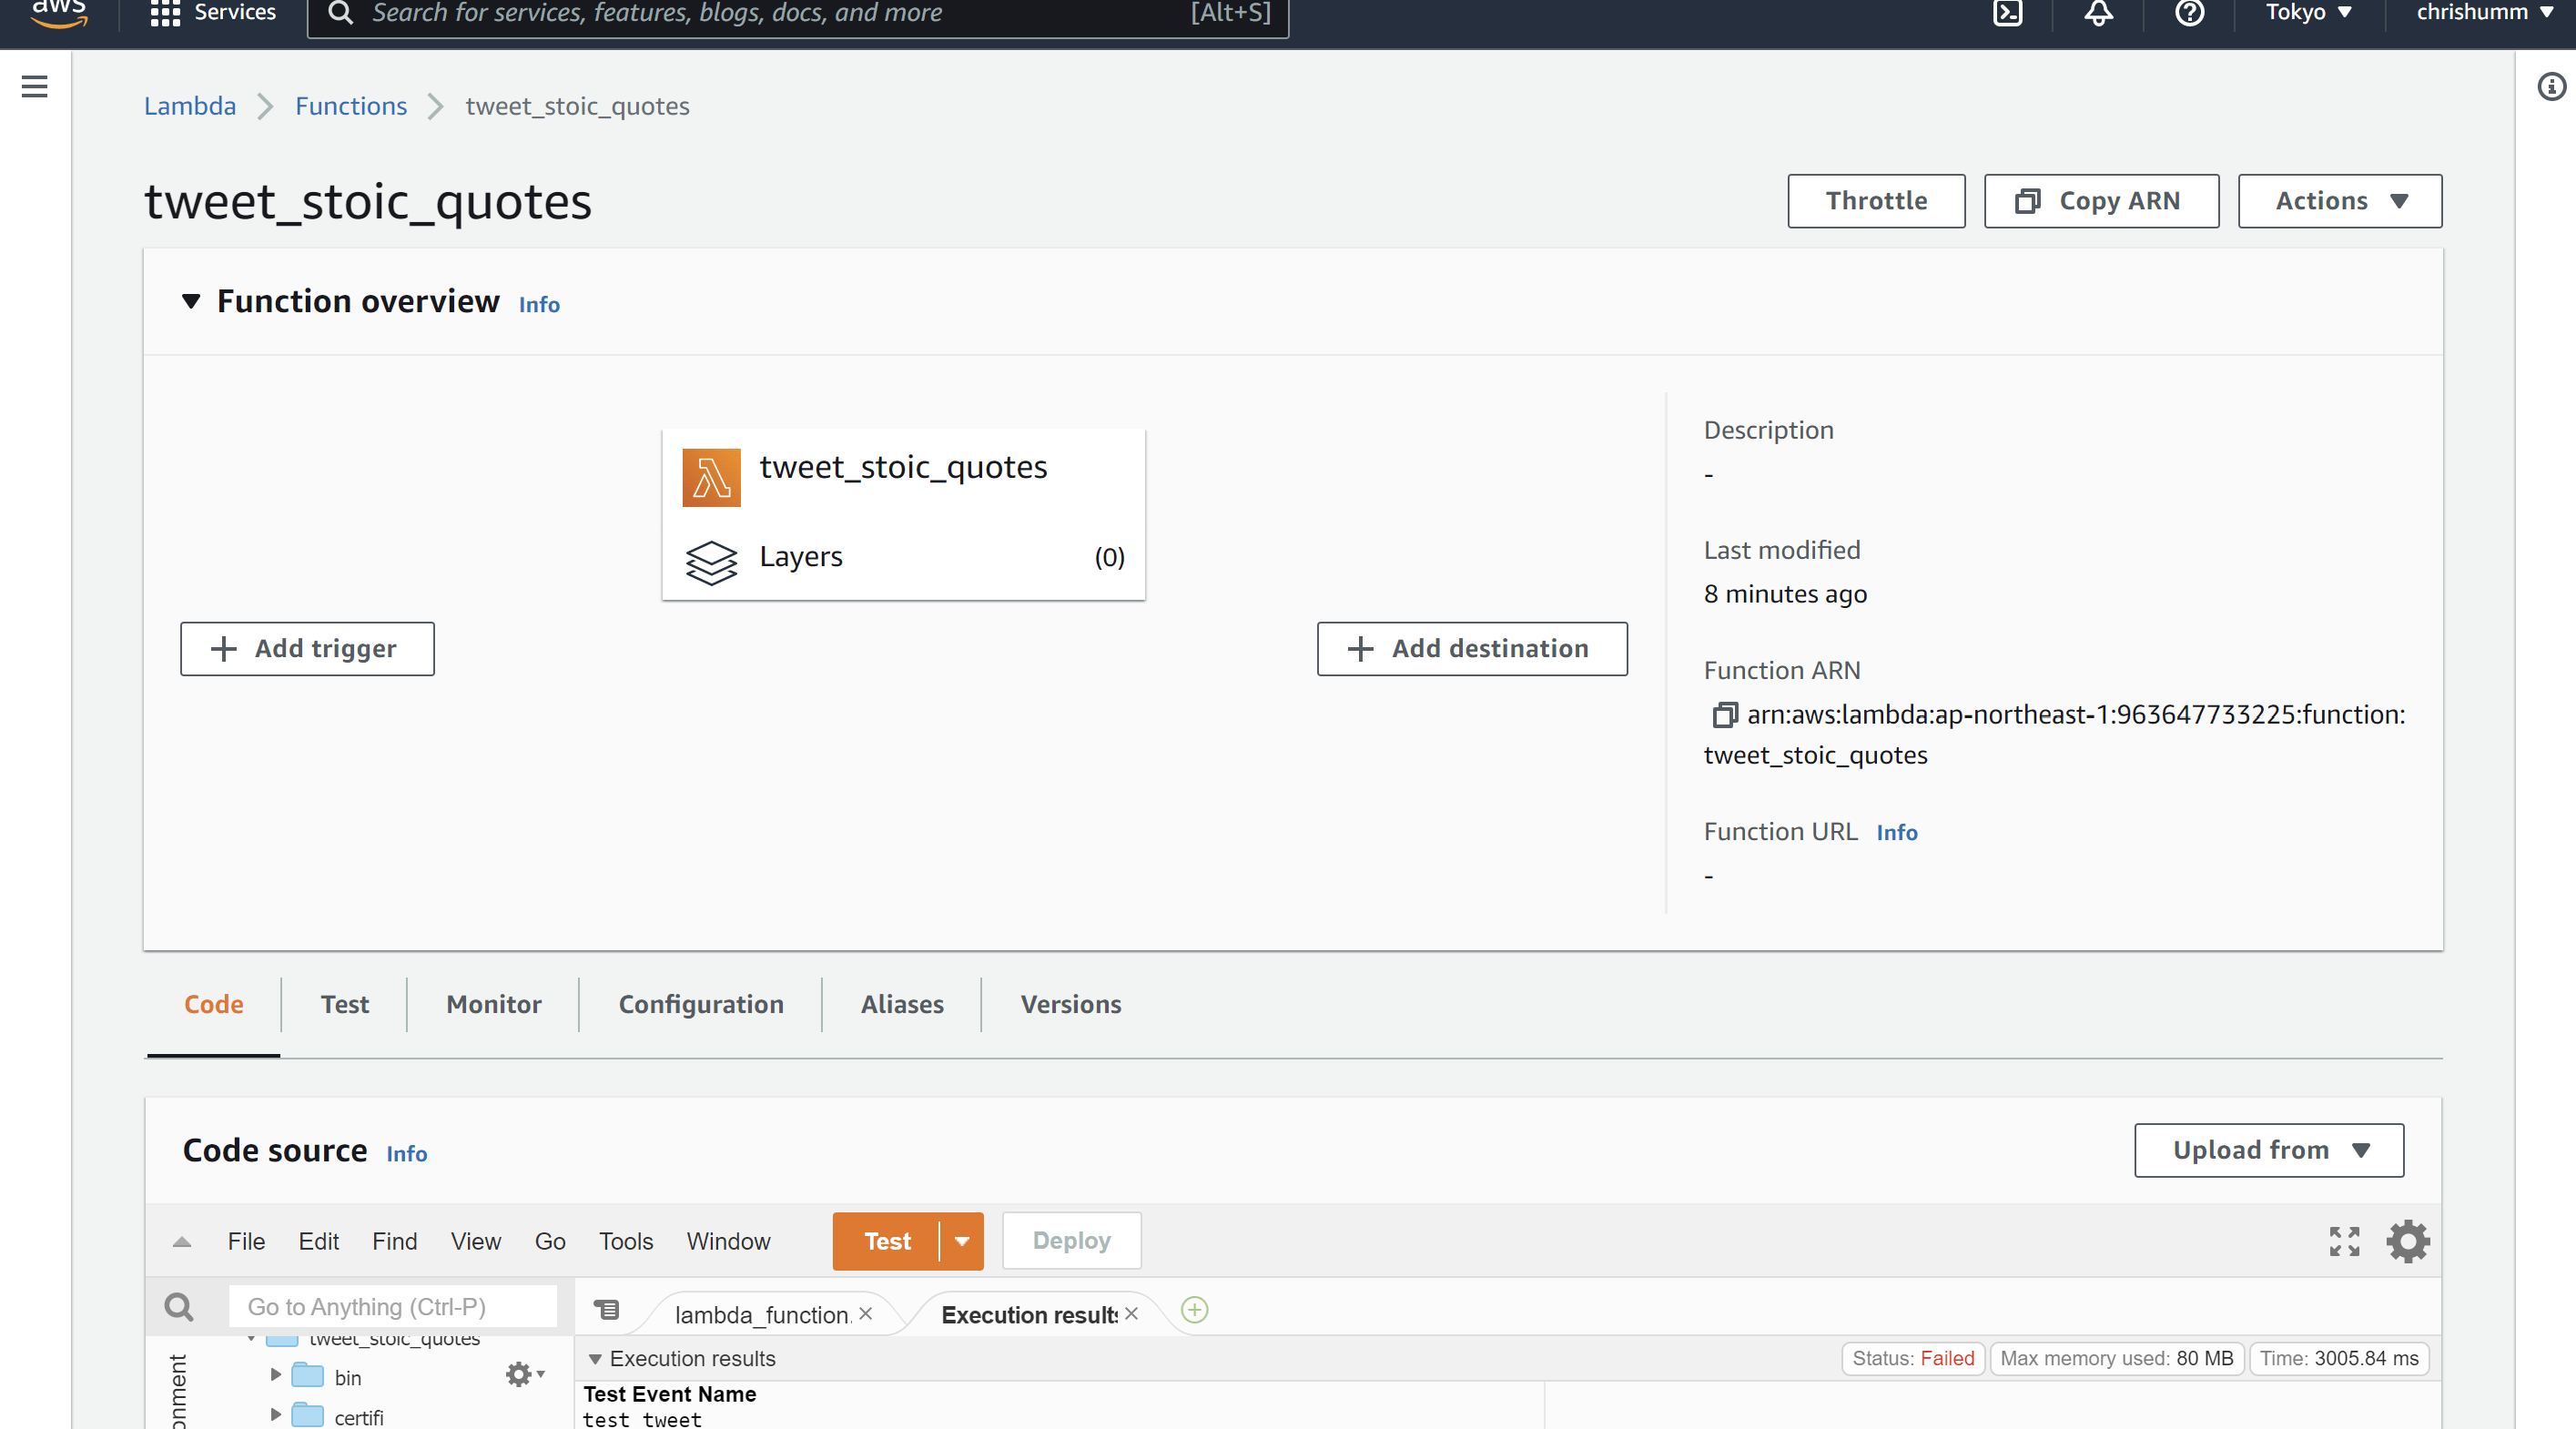 aws
Services
Search for services, features, blogs, docs, and more
[Alt+S]
Tokyo
chrishumm
Lambda
Functions
tweet_stoic_quotes
tweet_stoic_quotes
Throttle
Copy ARN
Actions
Function overview
Info
tweet_stoic_quotes
Layers
(0)
Add trigger
Add destination
Description
-
Last modified
8 minutes ago
Function ARN
arn:aws:lambda:ap-northeast-1:963647733225:function:
tweet_stoic_quotes
Function URL
Info
-
Code
Test
Monitor
Configuration
Aliases
Versions
Code source
Info
Upload from
File
Edit
Find
View
Go
Tools
Window
Test
Deploy
Go to Anything (Ctrl-P)
lambda_function.
Execution results
tweet_stoic_quotes
bin
certifi
onment
Execution results
Status: Failed
Max memory used: 80 MB
Time: 3005.84 ms
Test Event Name
test tweet